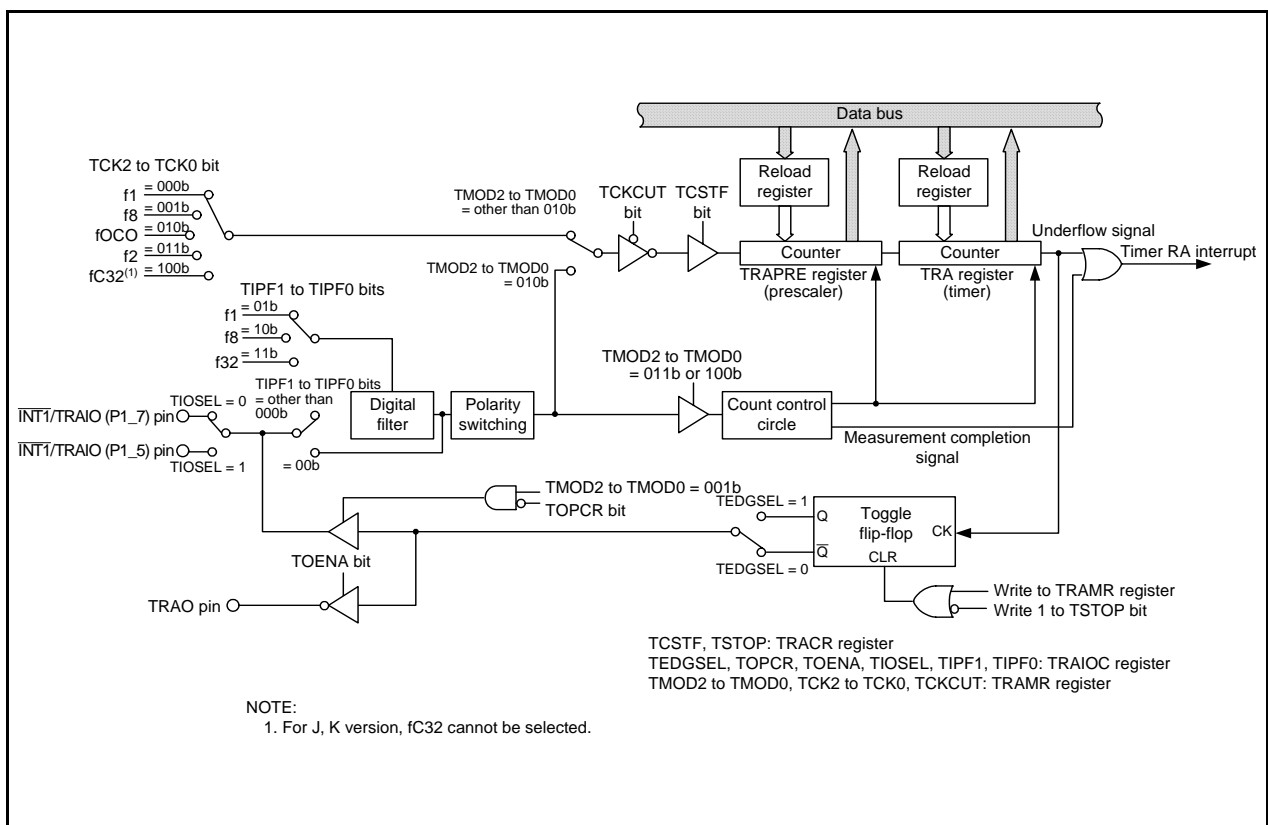 Data bus
TCK2 to TCK0 bit
f1 = 000b
f8 = 001b
fOCO = 010b
f2 = 011b
fC32(1) = 100b
TMOD2 to TMOD0
= other than 010b
TMOD2 to TMOD0
= 010b
TCKCUT
bit
TCSTF
bit
Reload
register
Reload
register
Counter
Counter
TRAPRE register
(prescaler)
TRA register
(timer)
Underflow signal
Timer RA interrupt
TIPF1 to TIPF0 bits
f1 = 01b
f8 = 10b
f32 = 11b
TIPF1 to TIPF0 bits
= other than
000b
= 00b
TIOSEL = 0
INT1/TRAIO (P1_7) pin
INT1/TRAIO (P1_5) pin
TIOSEL = 1
Digital
filter
Polarity
switching
TMOD2 to TMOD0
= 011b or 100b
Count control
circle
Measurement completion
signal
TMOD2 to TMOD0 = 001b
TOPCR bit
TOENA bit
TRAO pin
TEDGSEL = 1
TEDGSEL = 0
Q
Q
Toggle
flip-flop
CK
CLR
Write to TRAMR register
Write 1 to TSTOP bit
TCSTF, TSTOP: TRACR register
TEDGSEL, TOPCR, TOENA, TIOSEL, TIPF1, TIPF0: TRAIOC register
TMOD2 to TMOD0, TCK2 to TCK0, TCKCUT: TRAMR register
NOTE:
1. For J, K version, fC32 cannot be selected.